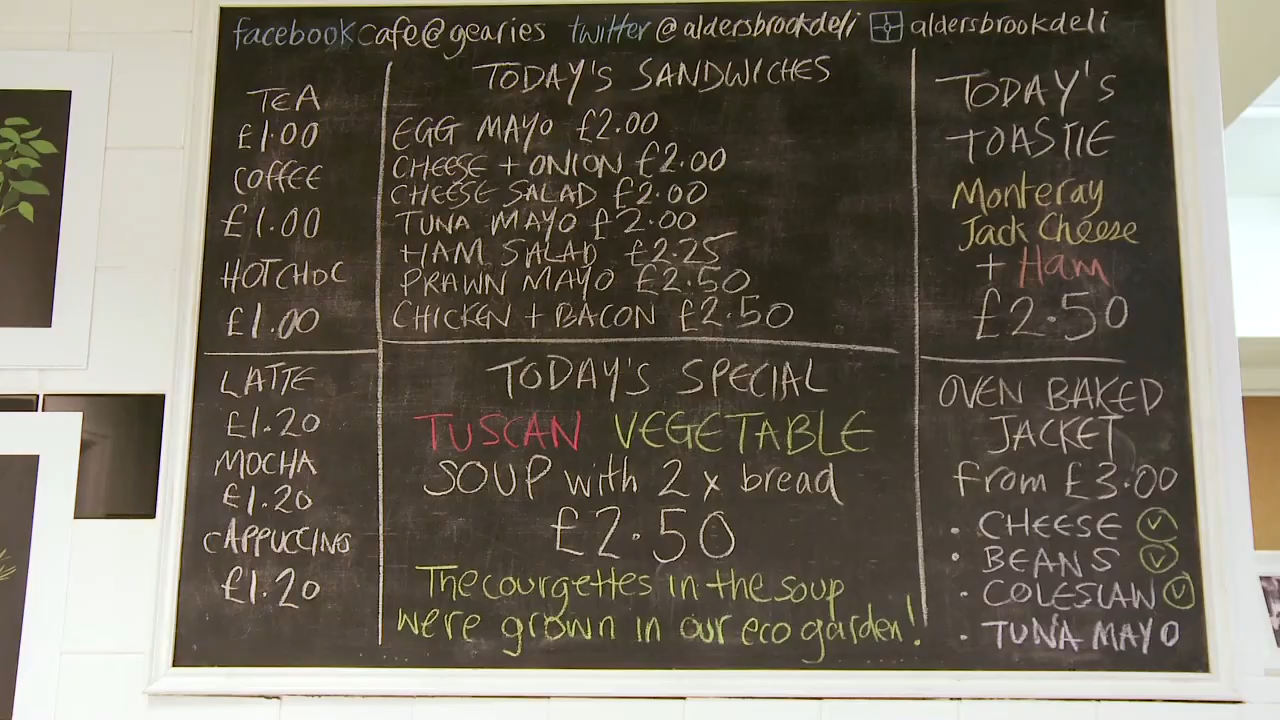 facebook cafe@gearies twitter @aldersbrookdeli aldersbrookdeli
TEA
£1.00
COFFEE
£1.00
HOT CHOC
£1.00
LATTE
£1.20
MOCHA
£1.20
CAPPUCCINO
£1.20
TODAY'S SANDWICHES
EGG MAYO £2.00
CHEESE + ONION £2.00
CHEESE SALAD £2.00
TUNA MAYO £2.00
HAM SALAD £2.25
PRAWN MAYO £2.50
CHICKEN + BACON £2.50
TODAY'S SPECIAL
TUSCAN VEGETABLE
SOUP with 2 x bread
£2.50
The courgettes in the soup
were grown in our eco garden!
TODAY'S
TOASTIE
Monteray
Jack Cheese
+ Ham
£2.50
OVEN BAKED
JACKET
from £3.00
• CHEESE V
• BEANS V
• COLESLAW V
• TUNA MAYO